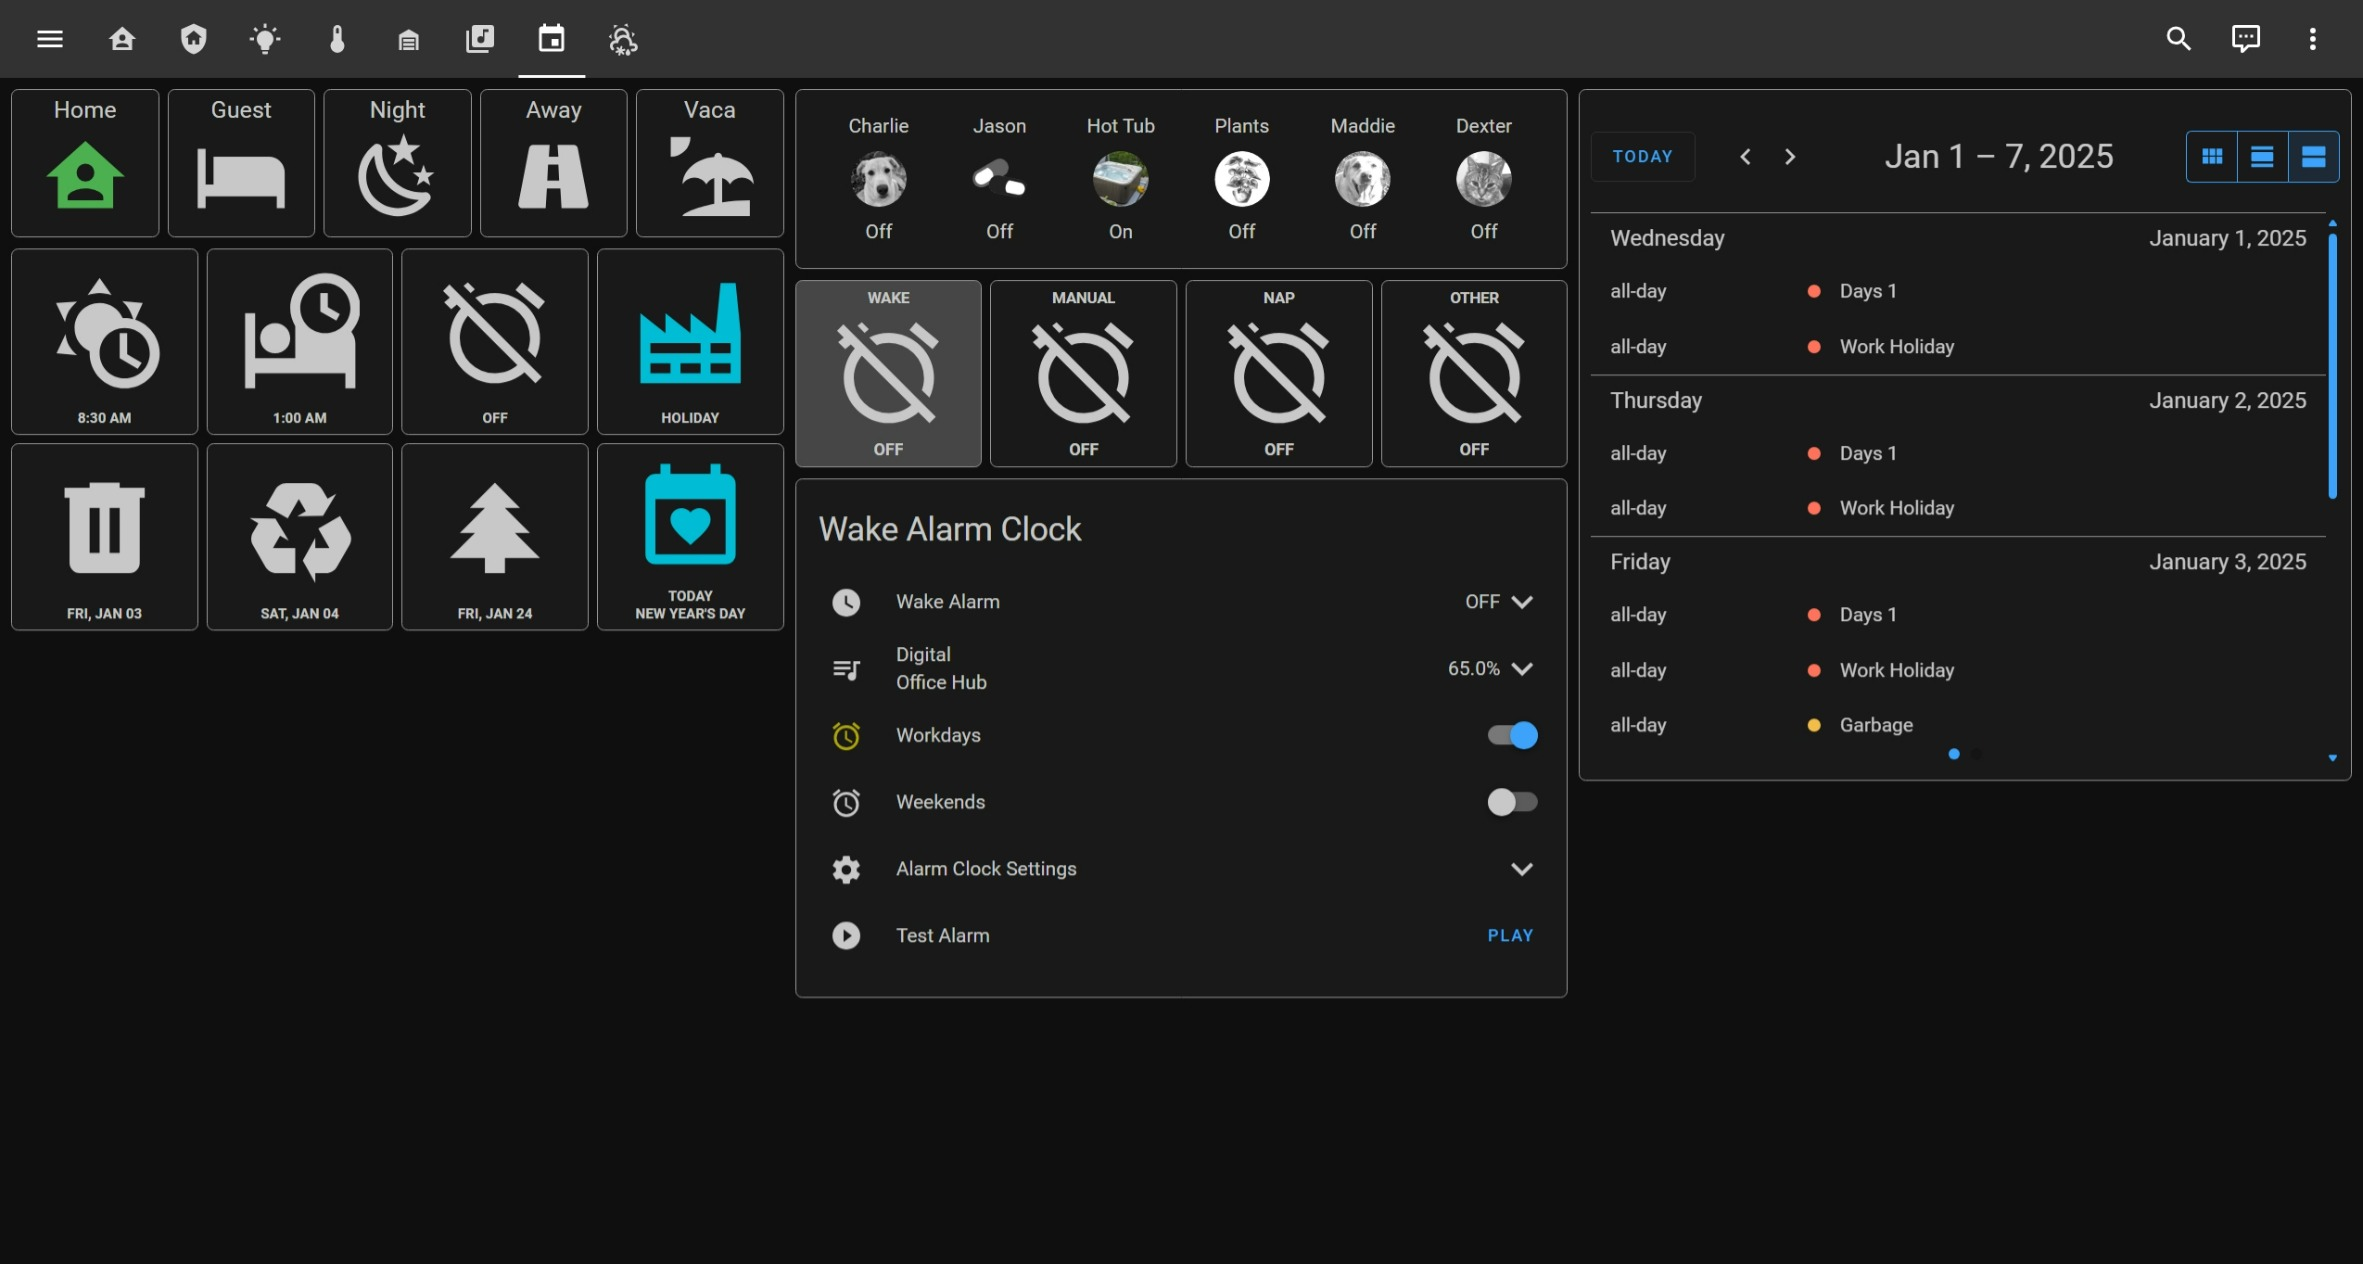 Home
Guest
Night
Away
Vaca
8:30 AM
1:00 AM
OFF
HOLIDAY
FRI, JAN 03
SAT, JAN 04
FRI, JAN 24
TODAY
NEW YEAR'S DAY
Charlie
Jason
Hot Tub
Plants
Maddie
Dexter
Off
Off
On
Off
Off
Off
WAKE
MANUAL
NAP
OTHER
OFF
OFF
OFF
OFF
Wake Alarm Clock
Wake Alarm OFF
Digital
Office Hub
65.0%
Workdays
Weekends
Alarm Clock Settings
Test Alarm PLAY
TODAY
Jan 1 – 7, 2025
Wednesday January 1, 2025
all-day Days 1
all-day Work Holiday
Thursday January 2, 2025
all-day Days 1
all-day Work Holiday
Friday January 3, 2025
all-day Days 1
all-day Work Holiday
all-day Garbage